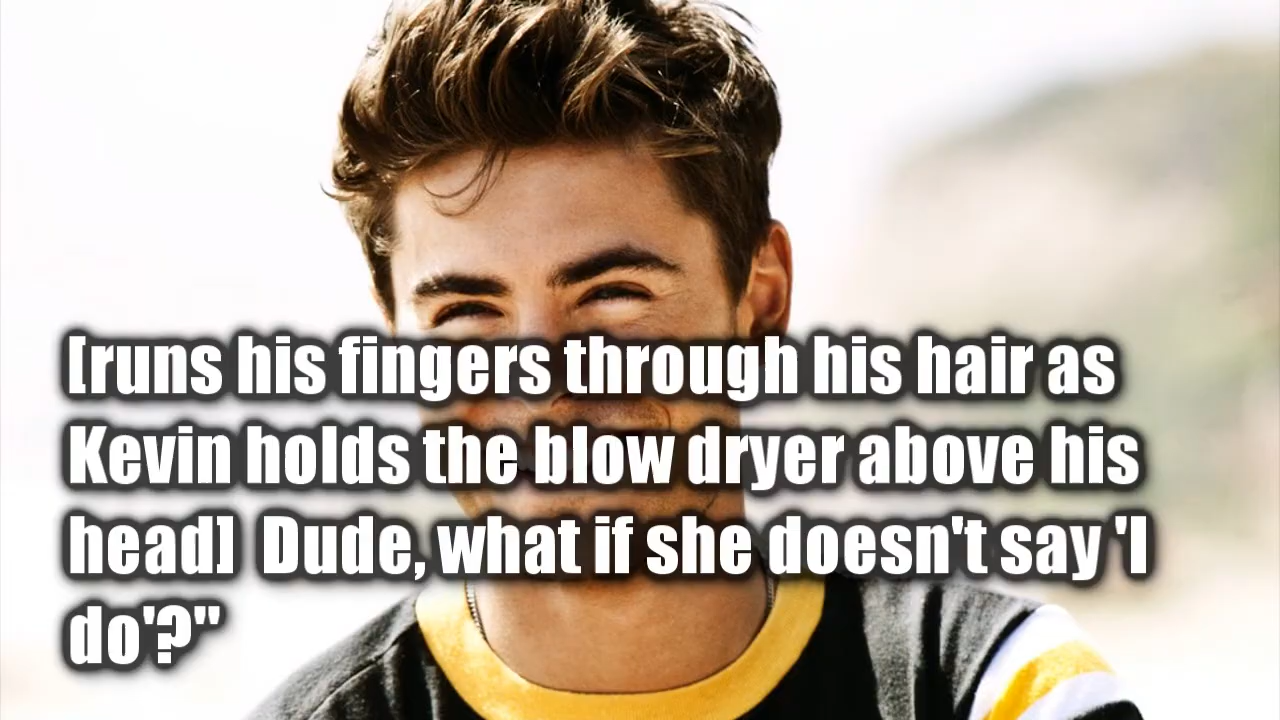 [runs his fingers through his hair as
Kevin holds the blow dryer above his
head]  Dude, what if she doesn't say 'I
do'?"